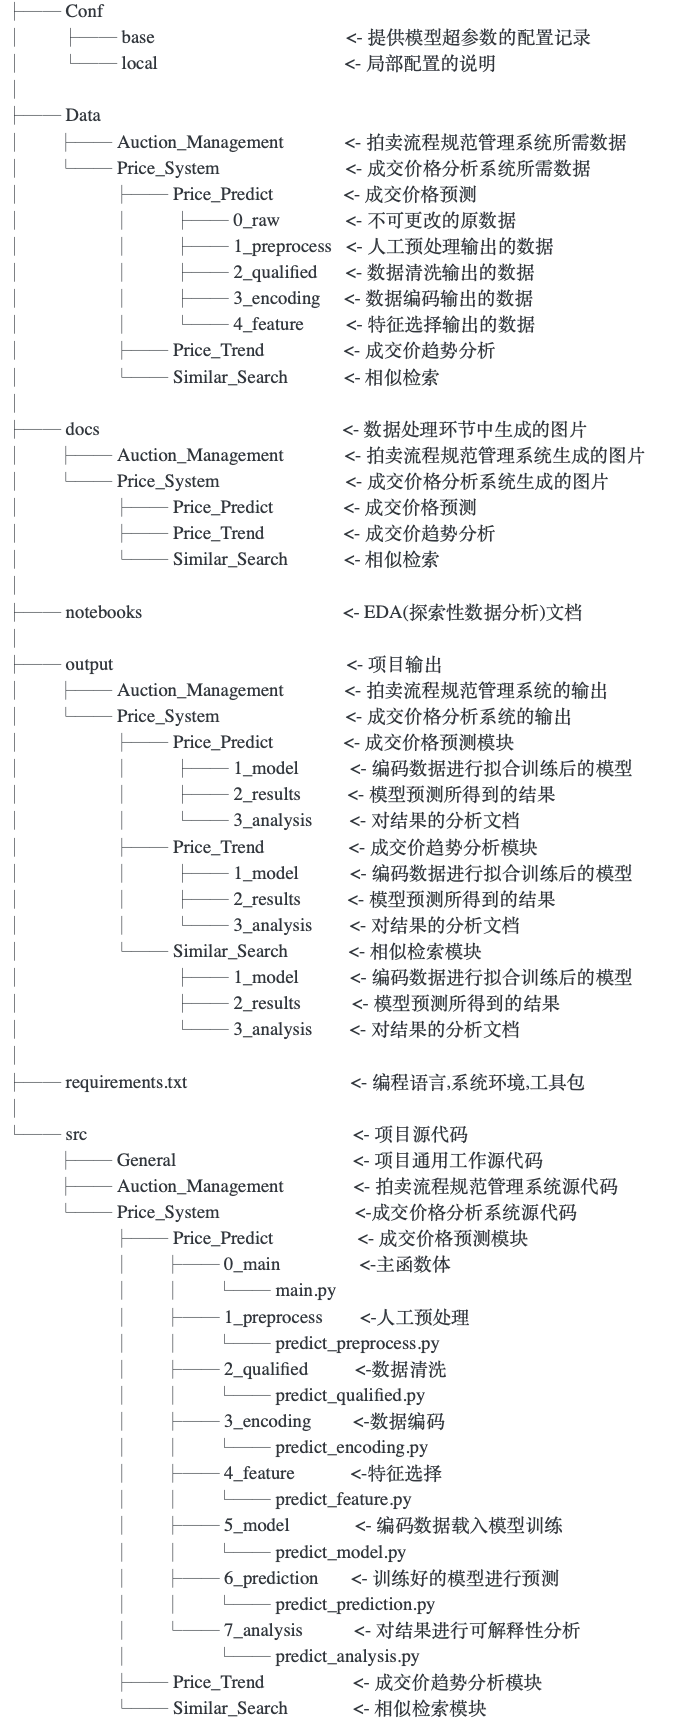 ├── Conf
│   ├── base <- 提供模型超参数的配置记录
│   └── local <- 局部配置的说明
│
├── Data
│   ├── Auction_Management <- 拍卖流程规范管理系统所需数据
│   └── Price_System <- 成交价格分析系统所需数据
│       ├── Price_Predict <- 成交价格预测
│       │   ├── 0_raw <- 不可更改的原数据
│       │   ├── 1_preprocess <- 人工预处理输出的数据
│       │   ├── 2_qualified <- 数据清洗输出的数据
│       │   ├── 3_encoding <- 数据编码输出的数据
│       │   └── 4_feature <- 特征选择输出的数据
│       ├── Price_Trend <- 成交价趋势分析
│       └── Similar_Search <- 相似检索
│
├── docs <- 数据处理环节中生成的图片
│   ├── Auction_Management <- 拍卖流程规范管理系统生成的图片
│   └── Price_System <- 成交价格分析系统生成的图片
│       ├── Price_Predict <- 成交价格预测
│       ├── Price_Trend <- 成交价趋势分析
│       └── Similar_Search <- 相似检索
│
├── notebooks <- EDA(探索性数据分析)文档
│
├── output <- 项目输出
│   ├── Auction_Management <- 拍卖流程规范管理系统的输出
│   └── Price_System <- 成交价格分析系统的输出
│       ├── Price_Predict <- 成交价格预测模块
│       │   ├── 1_model <- 编码数据进行拟合训练后的模型
│       │   ├── 2_results <- 模型预测所得到的结果
│       │   └── 3_analysis <- 对结果的分析文档
│       ├── Price_Trend <- 成交价趋势分析模块
│       │   ├── 1_model <- 编码数据进行拟合训练后的模型
│       │   ├── 2_results <- 模型预测所得到的结果
│       │   └── 3_analysis <- 对结果的分析文档
│       └── Similar_Search <- 相似检索模块
│           ├── 1_model <- 编码数据进行拟合训练后的模型
│           ├── 2_results <- 模型预测所得到的结果
│           └── 3_analysis <- 对结果的分析文档
│
├── requirements.txt <- 编程语言,系统环境,工具包
│
└── src <- 项目源代码
    ├── General <- 项目通用工作源代码
    ├── Auction_Management <- 拍卖流程规范管理系统源代码
    └── Price_System <-成交价格分析系统源代码
        ├── Price_Predict <- 成交价格预测模块
        │   ├── 0_main <-主函数体
        │   │   └── main.py
        │   ├── 1_preprocess <-人工预处理
        │   │   └── predict_preprocess.py
        │   ├── 2_qualified <-数据清洗
        │   │   └── predict_qualified.py
        │   ├── 3_encoding <-数据编码
        │   │   └── predict_encoding.py
        │   ├── 4_feature <-特征选择
        │   │   └── predict_feature.py
        │   ├── 5_model <- 编码数据载入模型训练
        │   │   └── predict_model.py
        │   ├── 6_prediction <- 训练好的模型进行预测
        │   │   └── predict_prediction.py
        │   └── 7_analysis <- 对结果进行可解释性分析
        │       └── predict_analysis.py
        ├── Price_Trend <- 成交价趋势分析模块
        └── Similar_Search <- 相似检索模块